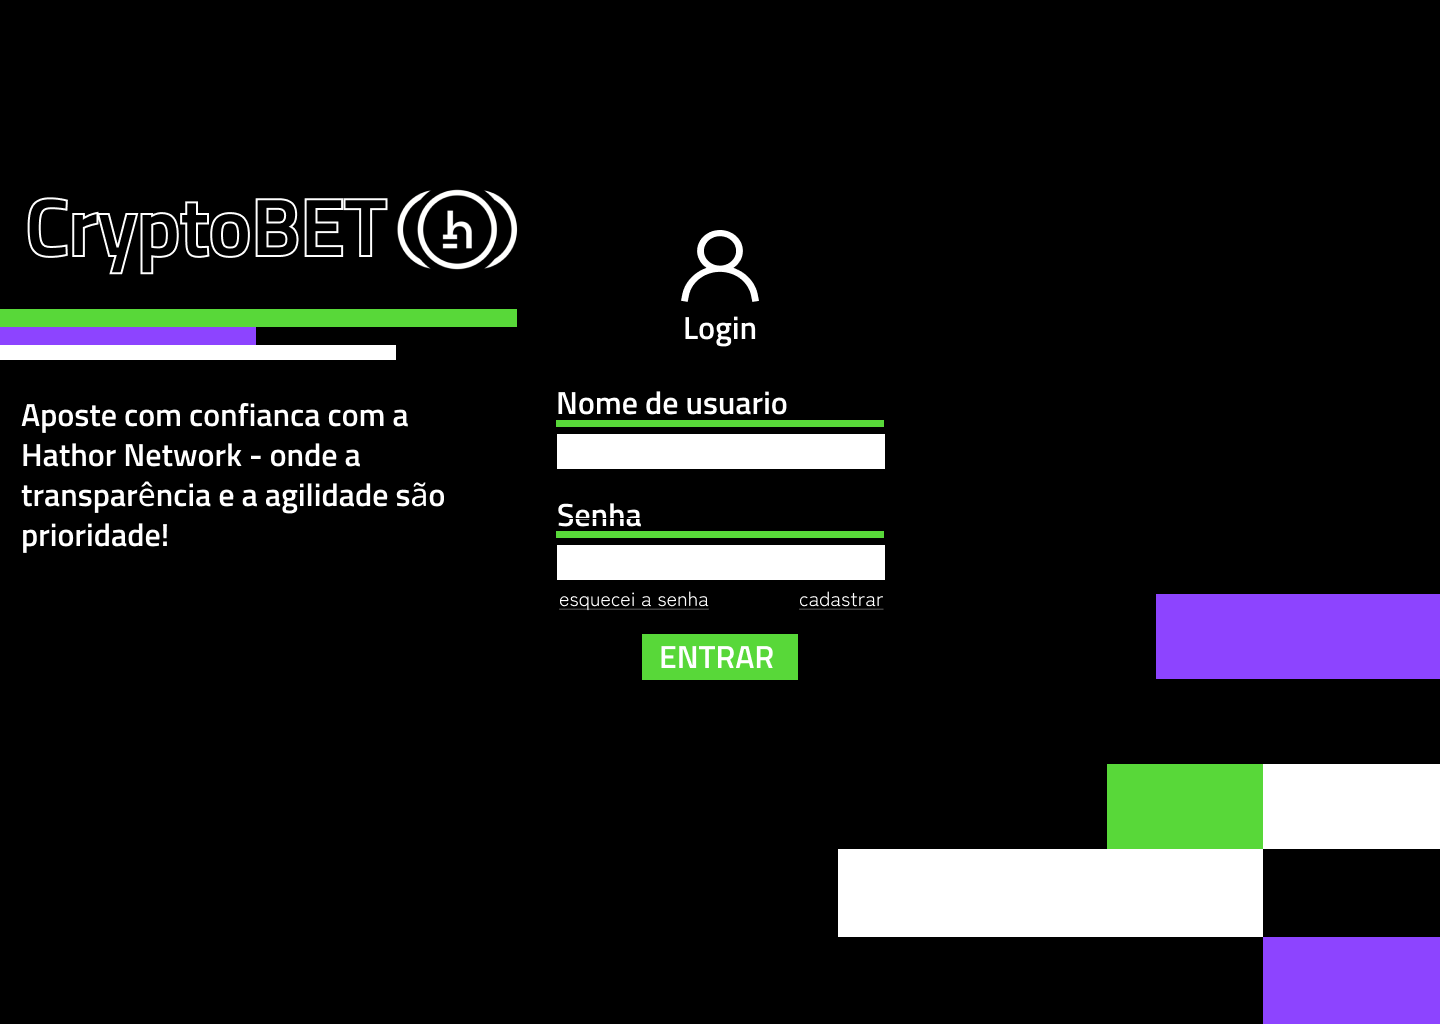 CryptoBET
Aposte com confianca com a
Hathor Network - onde a
transparência e a agilidade são
prioridade!
Login
Nome de usuario
Senha
esquecei a senha
cadastrar
ENTRAR